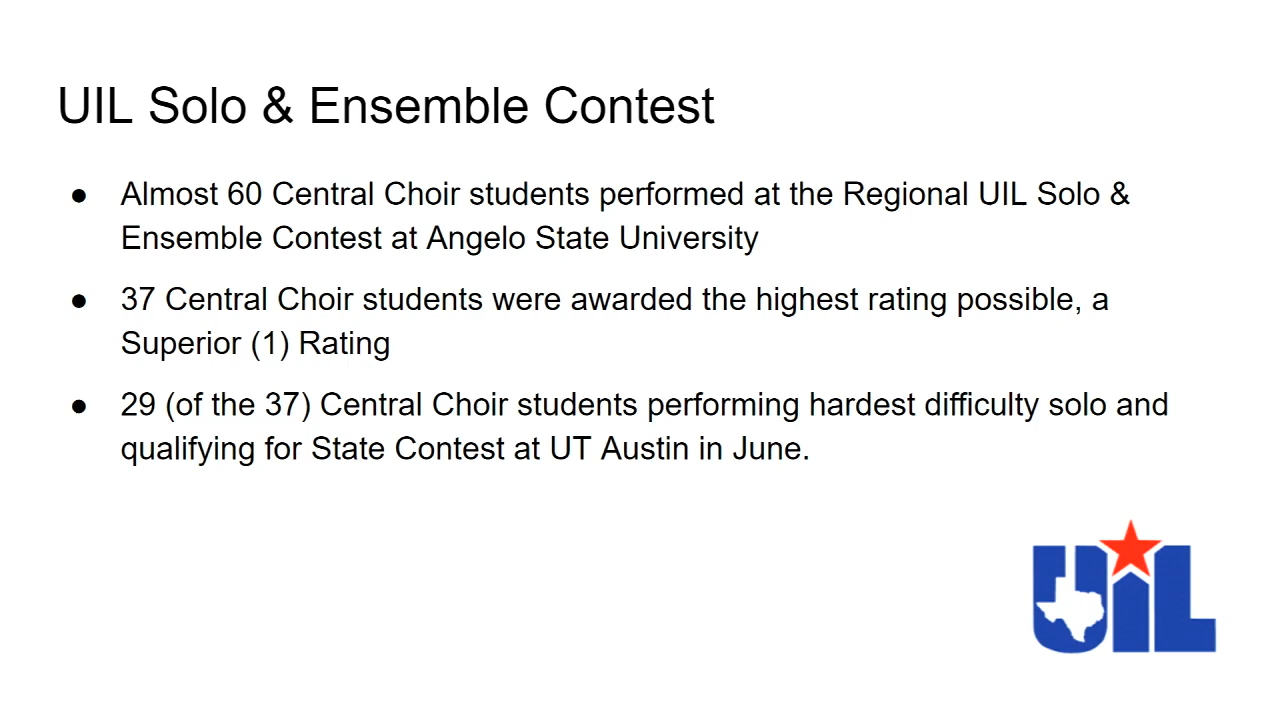 UIL Solo & Ensemble Contest
● Almost 60 Central Choir students performed at the Regional UIL Solo &
Ensemble Contest at Angelo State University
● 37 Central Choir students were awarded the highest rating possible, a
Superior (1) Rating
● 29 (of the 37) Central Choir students performing hardest difficulty solo and
qualifying for State Contest at UT Austin in June.
UIL